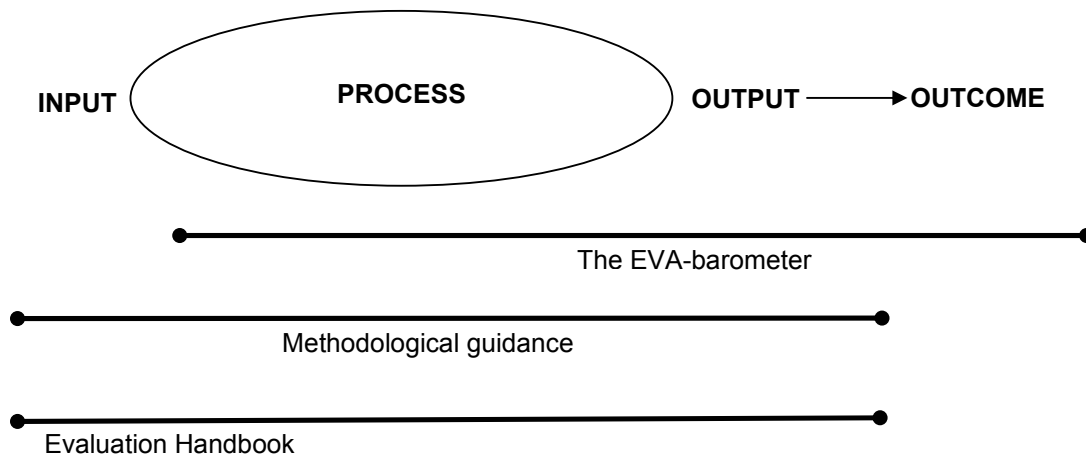 INPUT PROCESS OUTPUT OUTCOME
The EVA-barometer
Methodological guidance
Evaluation Handbook